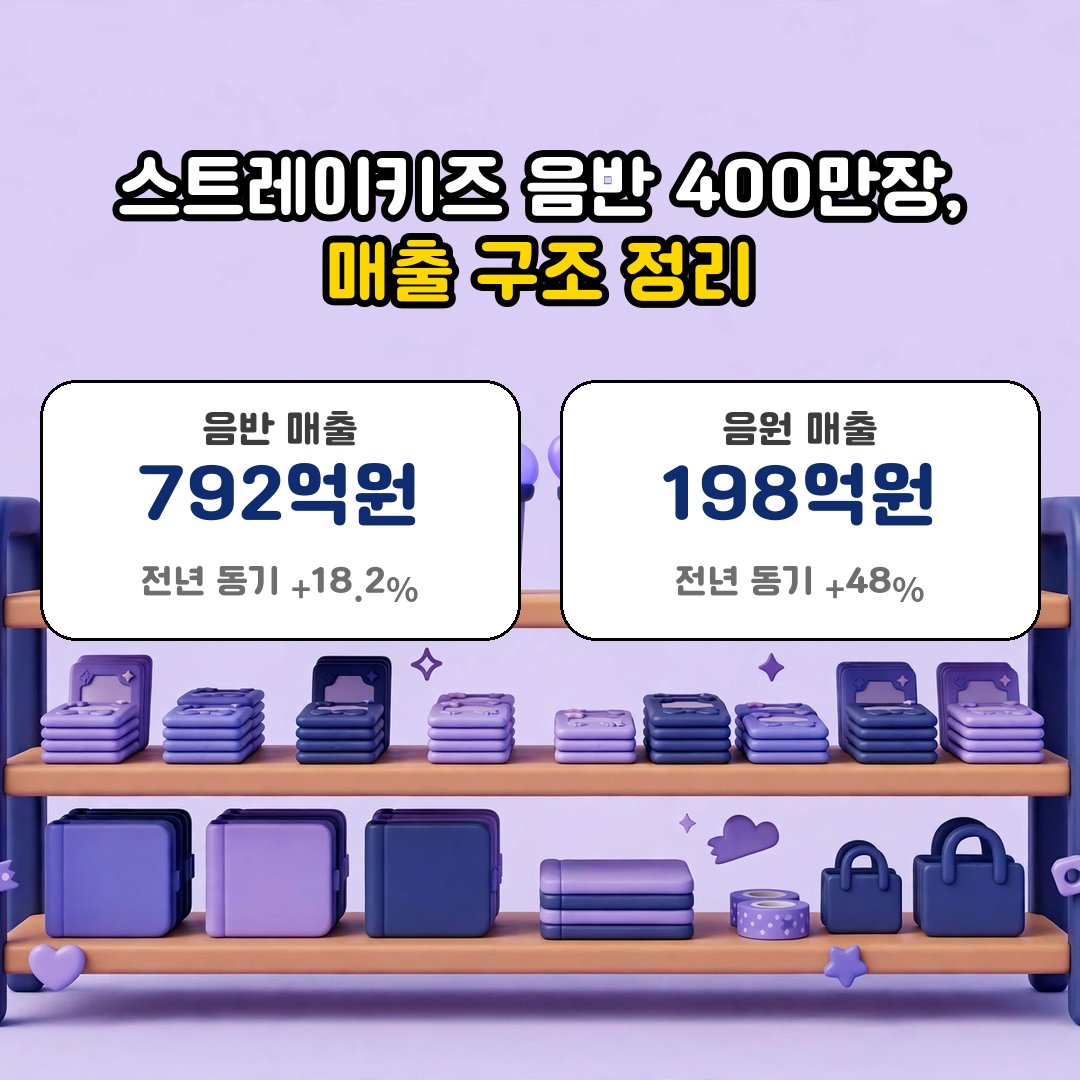 스트레이키즈 음반 400만장,
매출 구조 정리
음반 매출
792억원
전년 동기 +18.2%
음원 매출
198억원
전년 동기 +48%